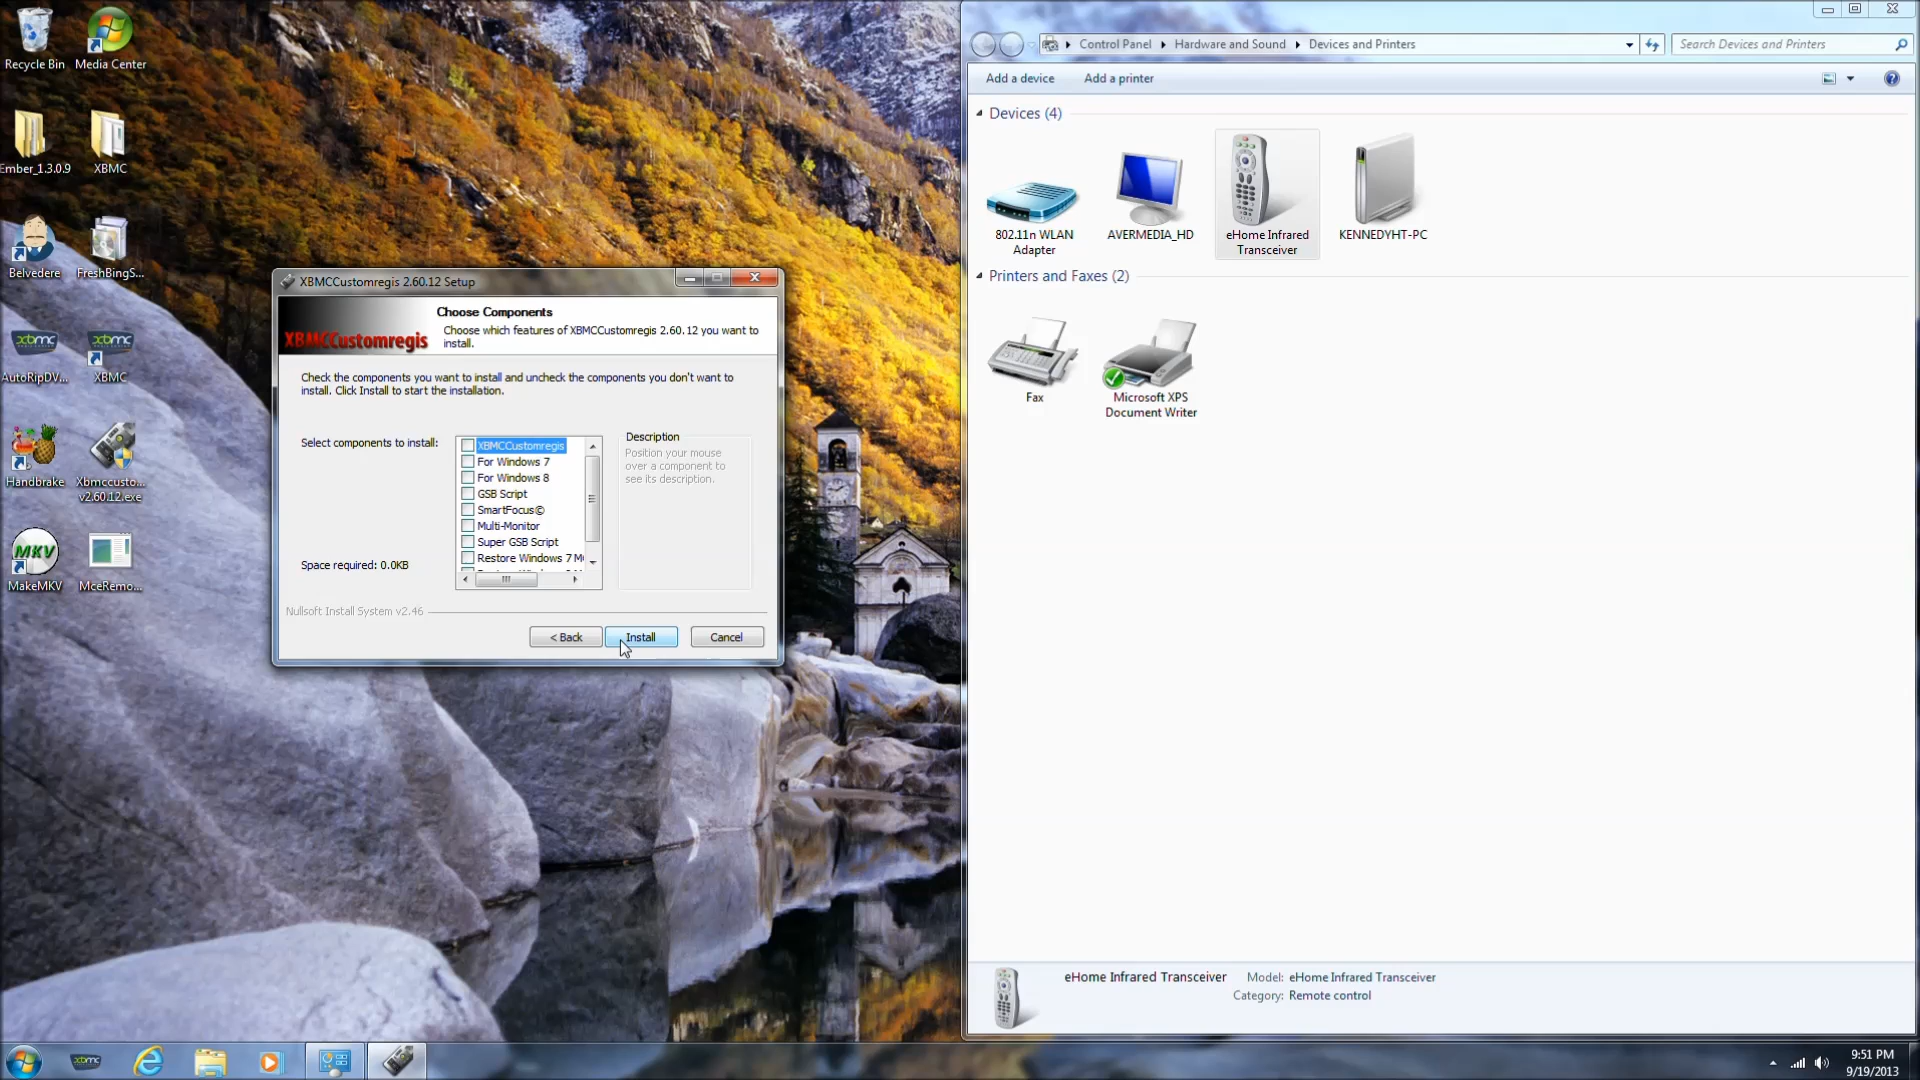 Recycle Bin
Media Center
Ember_1.3.0.9
XBMC
Belvedere
FreshBingS...
xbmc
xbmc
AutoRipDV...
XBMC
Handbrake
Xbmccusto...
v2.60.12.exe
MKV
MakeMKV
MceRemo...
XBMCCustomregis 2.60.12 Setup
XBMCCustomregis
Choose Components
Choose which features of XBMCCustomregis 2.60.12 you want to
install.
Check the components you want to install and uncheck the components you don't want to
install. Click Install to start the installation.
Select components to install:
XBMCCustomregis
For Windows 7
For Windows 8
GSB Script
SmartFocus©
Multi-Monitor
Super GSB Script
Restore Windows 7 M
Description
Position your mouse
over a component to
see its description.
Space required: 0.0KB
Nullsoft Install System v2.46
< Back
Install
Cancel
Control Panel
Hardware and Sound
Devices and Printers
Search Devices and Printers
Add a device
Add a printer
Devices (4)
802.11n WLAN
Adapter
AVERMEDIA_HD
eHome Infrared
Transceiver
KENNEDYHT-PC
Printers and Faxes (2)
Fax
Microsoft XPS
Document Writer
eHome Infrared Transceiver
Model: eHome Infrared Transceiver
Category: Remote control
xbmc
9:51 PM
9/19/2013